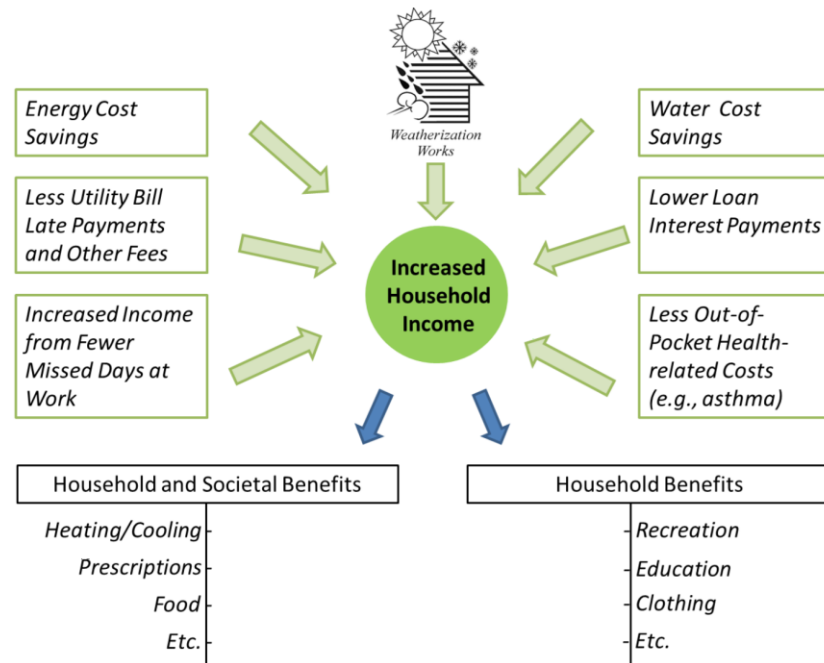 Weatherization
Works
Energy Cost
Savings
Less Utility Bill
Late Payments
and Other Fees
Increased Income
from Fewer
Missed Days at
Work
Increased
Household
Income
Water Cost
Savings
Lower Loan
Interest Payments
Less Out-of-
Pocket Health-
related Costs
(e.g., asthma)
Household and Societal Benefits
Heating/Cooling
Prescriptions
Food
Etc.
Household Benefits
Recreation
Education
Clothing
Etc.